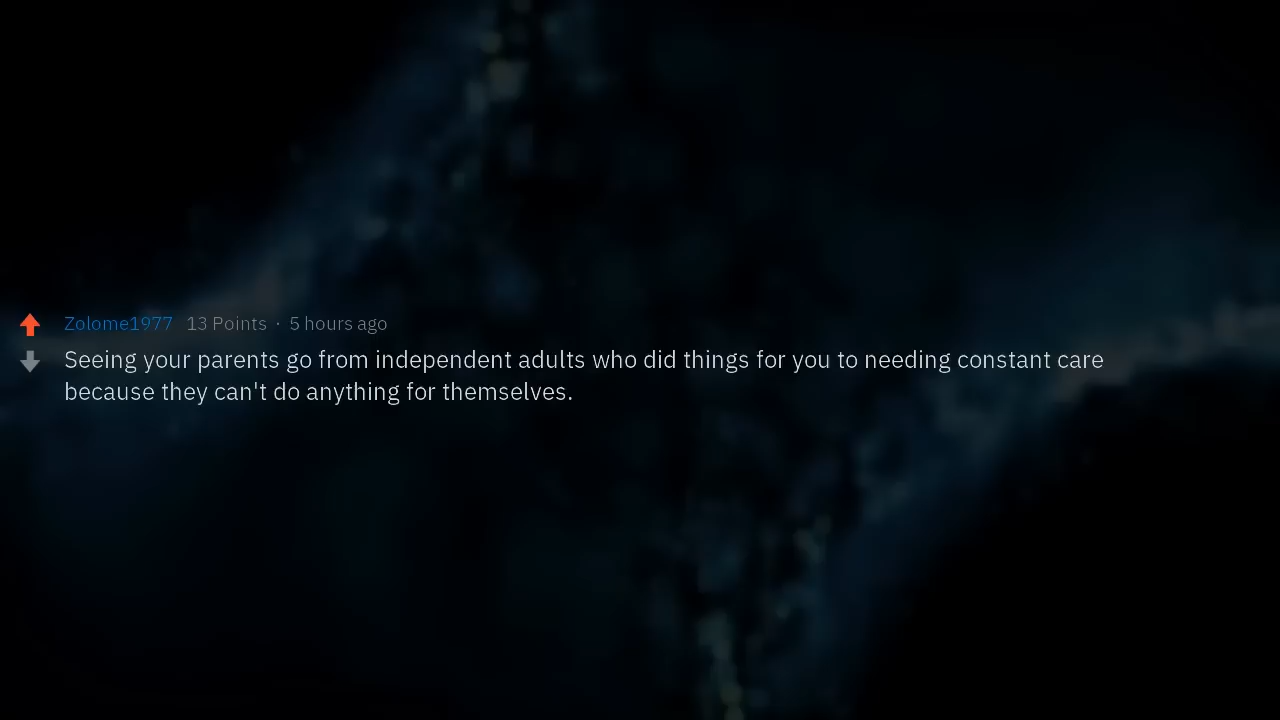 Zolome1977 13 Points · 5 hours ago
Seeing your parents go from independent adults who did things for you to needing constant care
because they can't do anything for themselves.